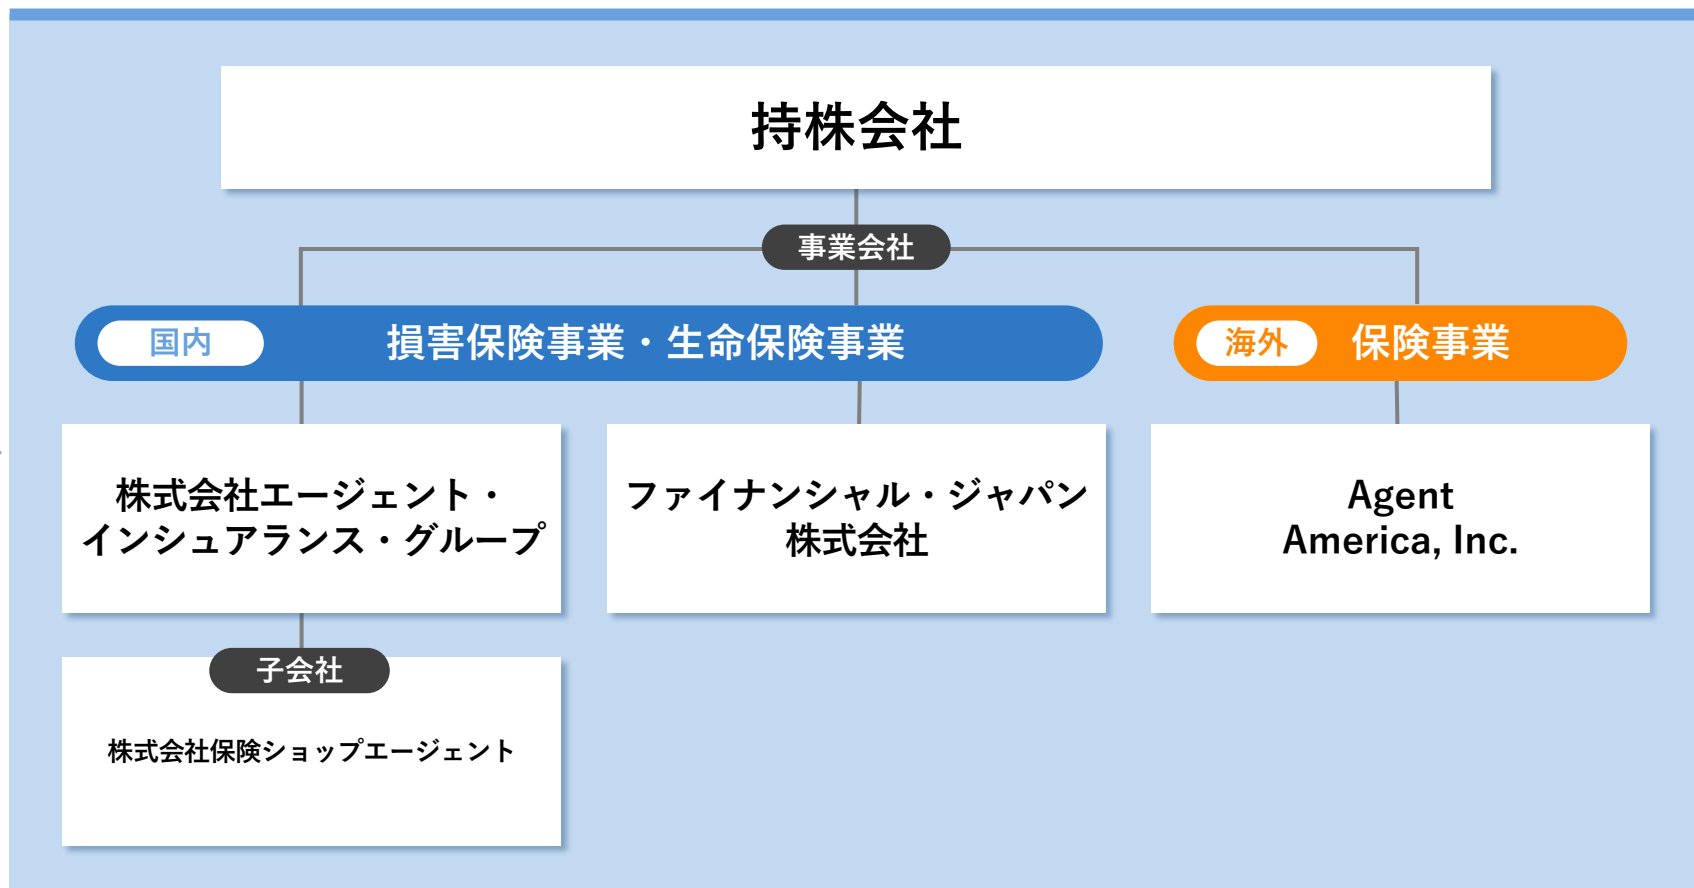 持株会社
事業会社
国内
損害保険事業・生命保険事業
海外
保険事業
株式会社エージェント・
インシュアランス・グループ
ファイナンシャル・ジャパン
株式会社
Agent
America, Inc.
子会社
株式会社保険ショップエージェント